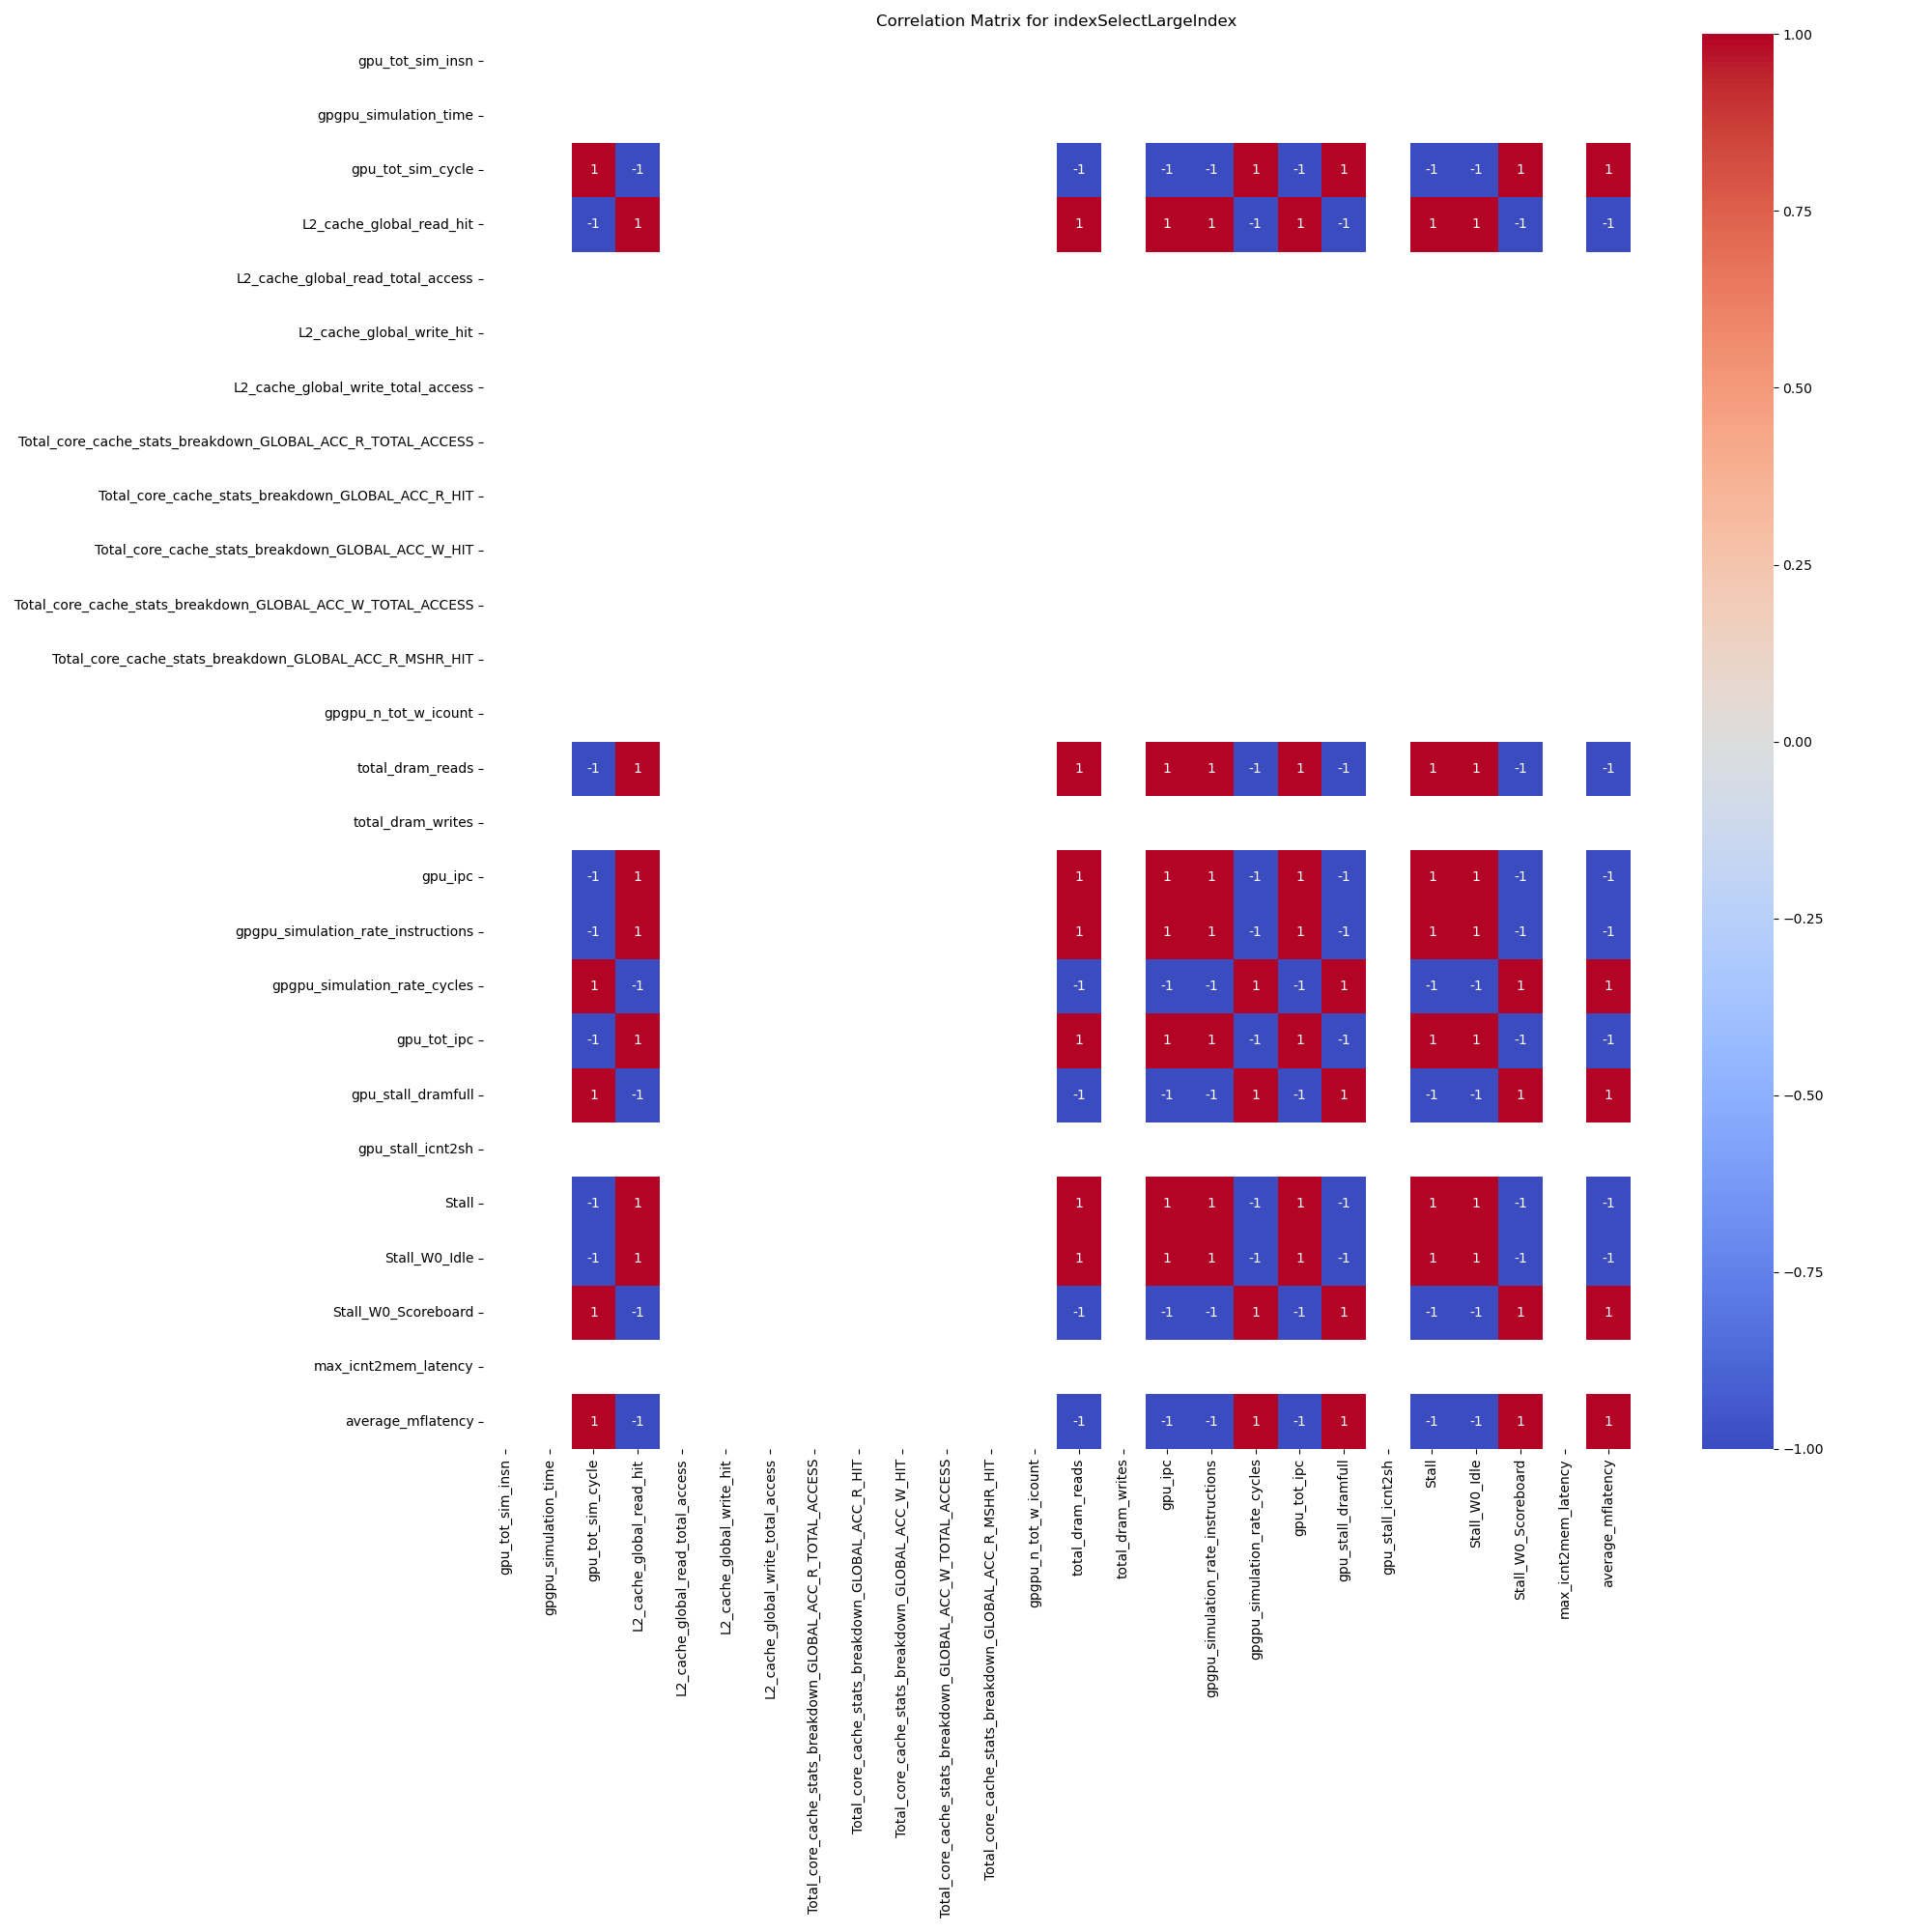 Correlation Matrix for indexSelectLargeIndex
gpu_tot_sim_insn
gpgpu_simulation_time
gpu_tot_sim_cycle 1 -1 -1 -1 -1 1 -1 1 -1 -1 1 1
L2_cache_global_read_hit -1 1 1 1 1 -1 1 -1 1 1 -1 -1
L2_cache_global_read_total_access
L2_cache_global_write_hit
L2_cache_global_write_total_access
Total_core_cache_stats_breakdown_GLOBAL_ACC_R_TOTAL_ACCESS
Total_core_cache_stats_breakdown_GLOBAL_ACC_R_HIT
Total_core_cache_stats_breakdown_GLOBAL_ACC_W_HIT
Total_core_cache_stats_breakdown_GLOBAL_ACC_W_TOTAL_ACCESS
Total_core_cache_stats_breakdown_GLOBAL_ACC_R_MSHR_HIT
gpgpu_n_tot_w_icount
total_dram_reads -1 1 1 1 1 -1 1 -1 1 1 -1 -1
total_dram_writes
gpu_ipc -1 1 1 1 1 -1 1 -1 1 1 -1 -1
gpgpu_simulation_rate_instructions -1 1 1 1 1 -1 1 -1 1 1 -1 -1
gpgpu_simulation_rate_cycles 1 -1 -1 -1 -1 1 -1 1 -1 -1 1 1
gpu_tot_ipc -1 1 1 1 1 -1 1 -1 1 1 -1 -1
gpu_stall_dramfull 1 -1 -1 -1 -1 1 -1 1 -1 -1 1 1
gpu_stall_icnt2sh
Stall -1 1 1 1 1 -1 1 -1 1 1 -1 -1
Stall_W0_Idle -1 1 1 1 1 -1 1 -1 1 1 -1 -1
Stall_W0_Scoreboard 1 -1 -1 -1 -1 1 -1 1 -1 -1 1 1
max_icnt2mem_latency
average_mflatency 1 -1 -1 -1 -1 1 -1 1 -1 -1 1 1
gpu_tot_sim_insn
gpgpu_simulation_time
gpu_tot_sim_cycle
L2_cache_global_read_hit
L2_cache_global_read_total_access
L2_cache_global_write_hit
L2_cache_global_write_total_access
Total_core_cache_stats_breakdown_GLOBAL_ACC_R_TOTAL_ACCESS
Total_core_cache_stats_breakdown_GLOBAL_ACC_R_HIT
Total_core_cache_stats_breakdown_GLOBAL_ACC_W_HIT
Total_core_cache_stats_breakdown_GLOBAL_ACC_W_TOTAL_ACCESS
Total_core_cache_stats_breakdown_GLOBAL_ACC_R_MSHR_HIT
gpgpu_n_tot_w_icount
total_dram_reads
total_dram_writes
gpu_ipc
gpgpu_simulation_rate_instructions
gpgpu_simulation_rate_cycles
gpu_tot_ipc
gpu_stall_dramfull
gpu_stall_icnt2sh
Stall
Stall_W0_Idle
Stall_W0_Scoreboard
max_icnt2mem_latency
average_mflatency
1.00
0.75
0.50
0.25
0.00
−0.25
−0.50
−0.75
−1.00